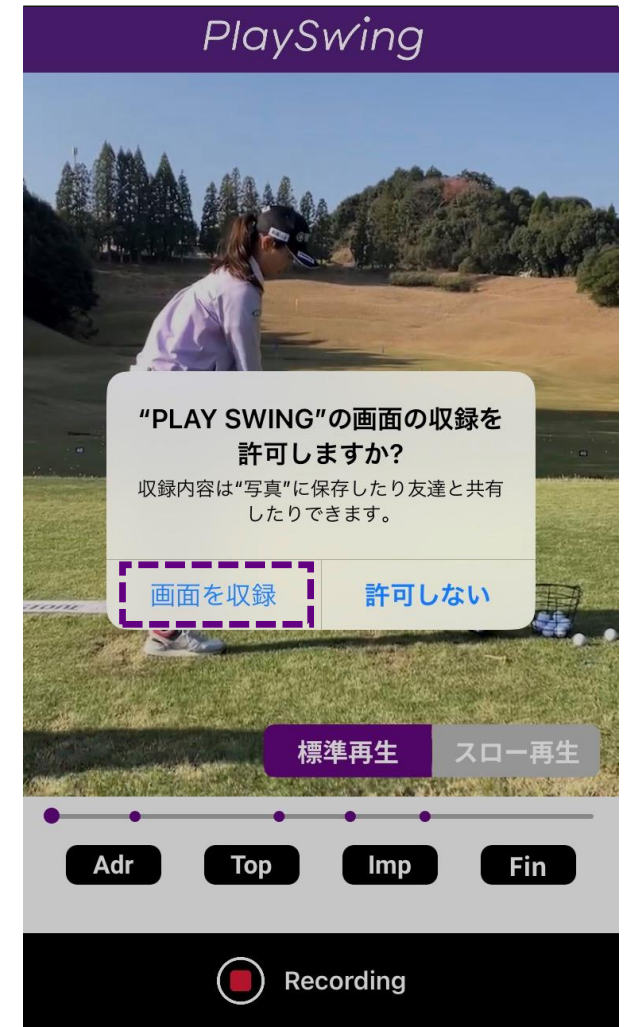 PlaySwing
“PLAY SWING”の画面の収録を
許可しますか?
収録内容は“写真”に保存したり友達と共有
したりできます。
画面を収録
許可しない
標準再生
スロー再生
Adr
Top
Imp
Fin
Recording